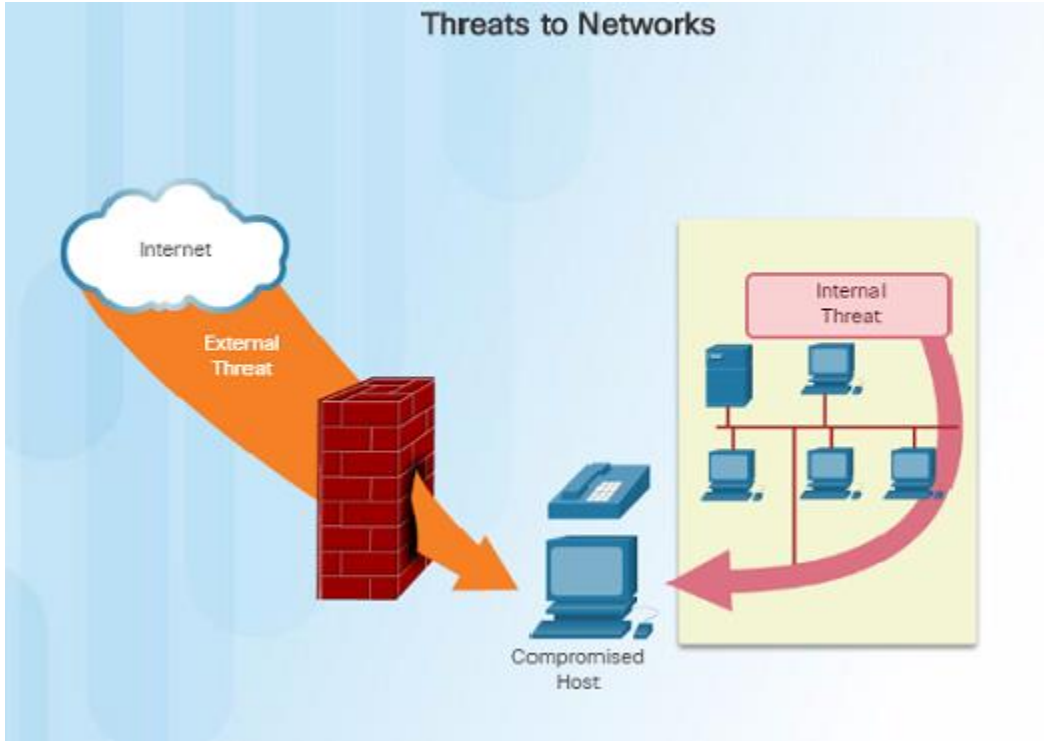 Threats to Networks
Internet
External
Threat
Internal
Threat
Compromised
Host